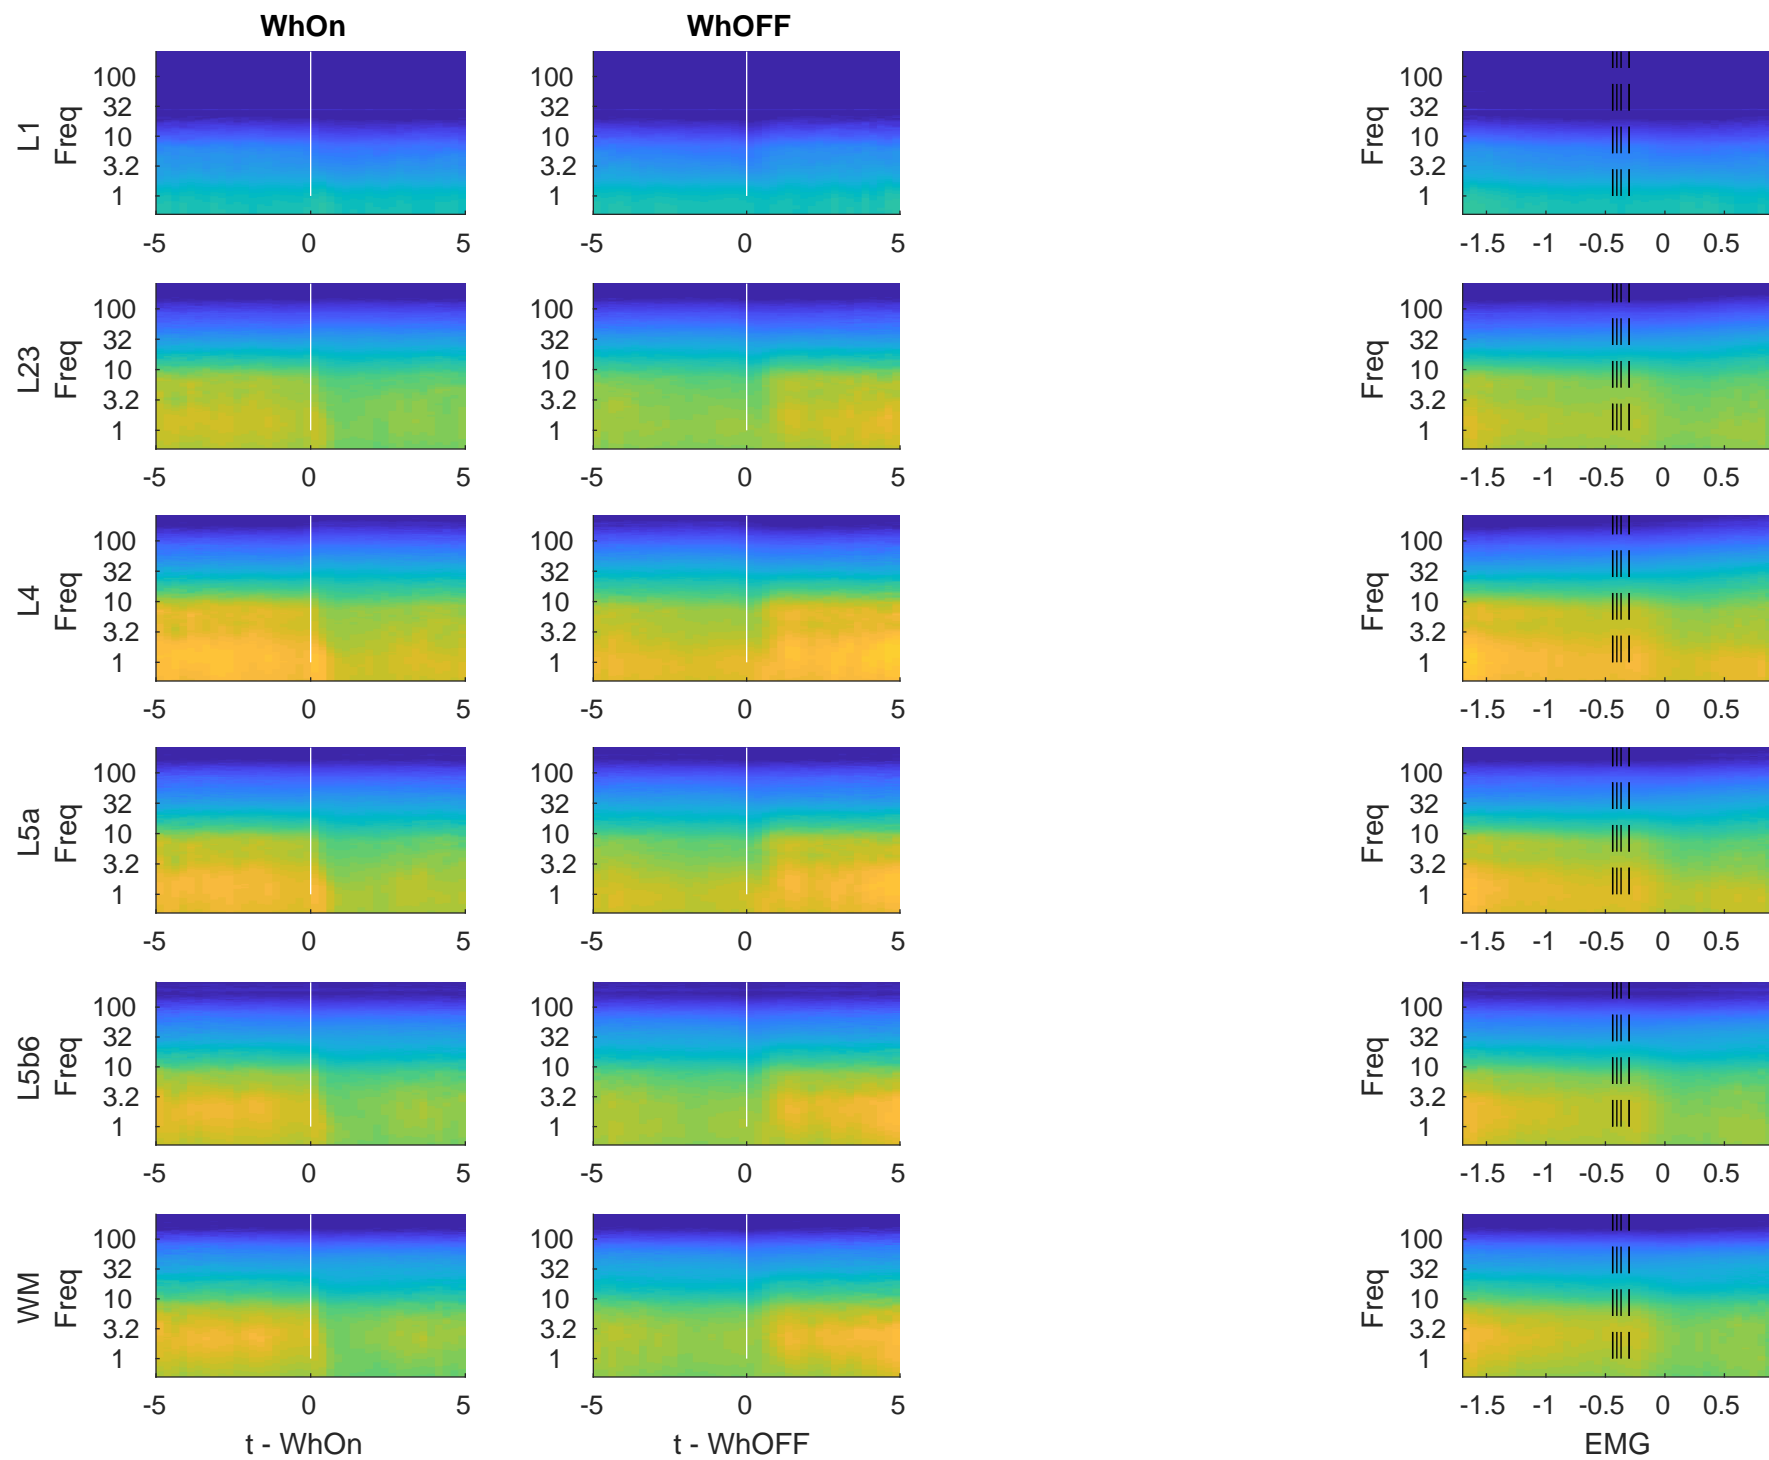 WhOn WhOFF
L1 Freq 100 32 10 3.2 1 100 32 10 3.2 1 Freq 100 32 10 3.2 1
-5 0 5 -5 0 5 -1.5 -1 -0.5 0 0.5
L23 Freq 100 32 10 3.2 1 100 32 10 3.2 1 Freq 100 32 10 3.2 1
-5 0 5 -5 0 5 -1.5 -1 -0.5 0 0.5
L4 Freq 100 32 10 3.2 1 100 32 10 3.2 1 Freq 100 32 10 3.2 1
-5 0 5 -5 0 5 -1.5 -1 -0.5 0 0.5
L5a Freq 100 32 10 3.2 1 100 32 10 3.2 1 Freq 100 32 10 3.2 1
-5 0 5 -5 0 5 -1.5 -1 -0.5 0 0.5
L5b6 Freq 100 32 10 3.2 1 100 32 10 3.2 1 Freq 100 32 10 3.2 1
-5 0 5 -5 0 5 -1.5 -1 -0.5 0 0.5
WM Freq 100 32 10 3.2 1 100 32 10 3.2 1 Freq 100 32 10 3.2 1
-5 0 5 -5 0 5 -1.5 -1 -0.5 0 0.5
t - WhOn t - WhOFF EMG